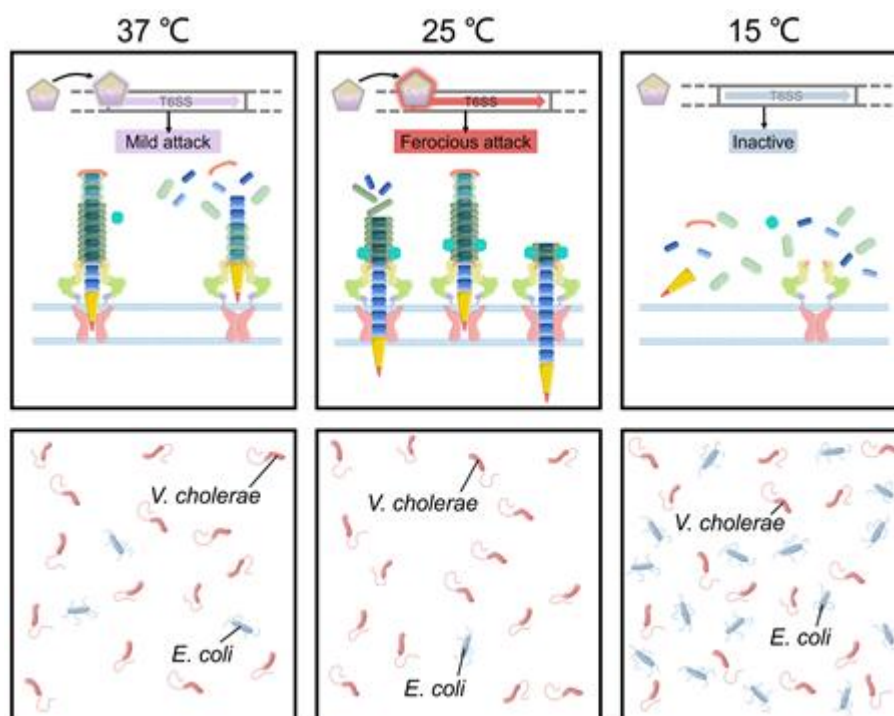 37 ℃
25 ℃
15 ℃
T6SS
T6SS
T6SS
Mild attack
Ferocious attack
Inactive
V. cholerae
V. cholerae
V. cholerae
E. coli
E. coli
E. coli